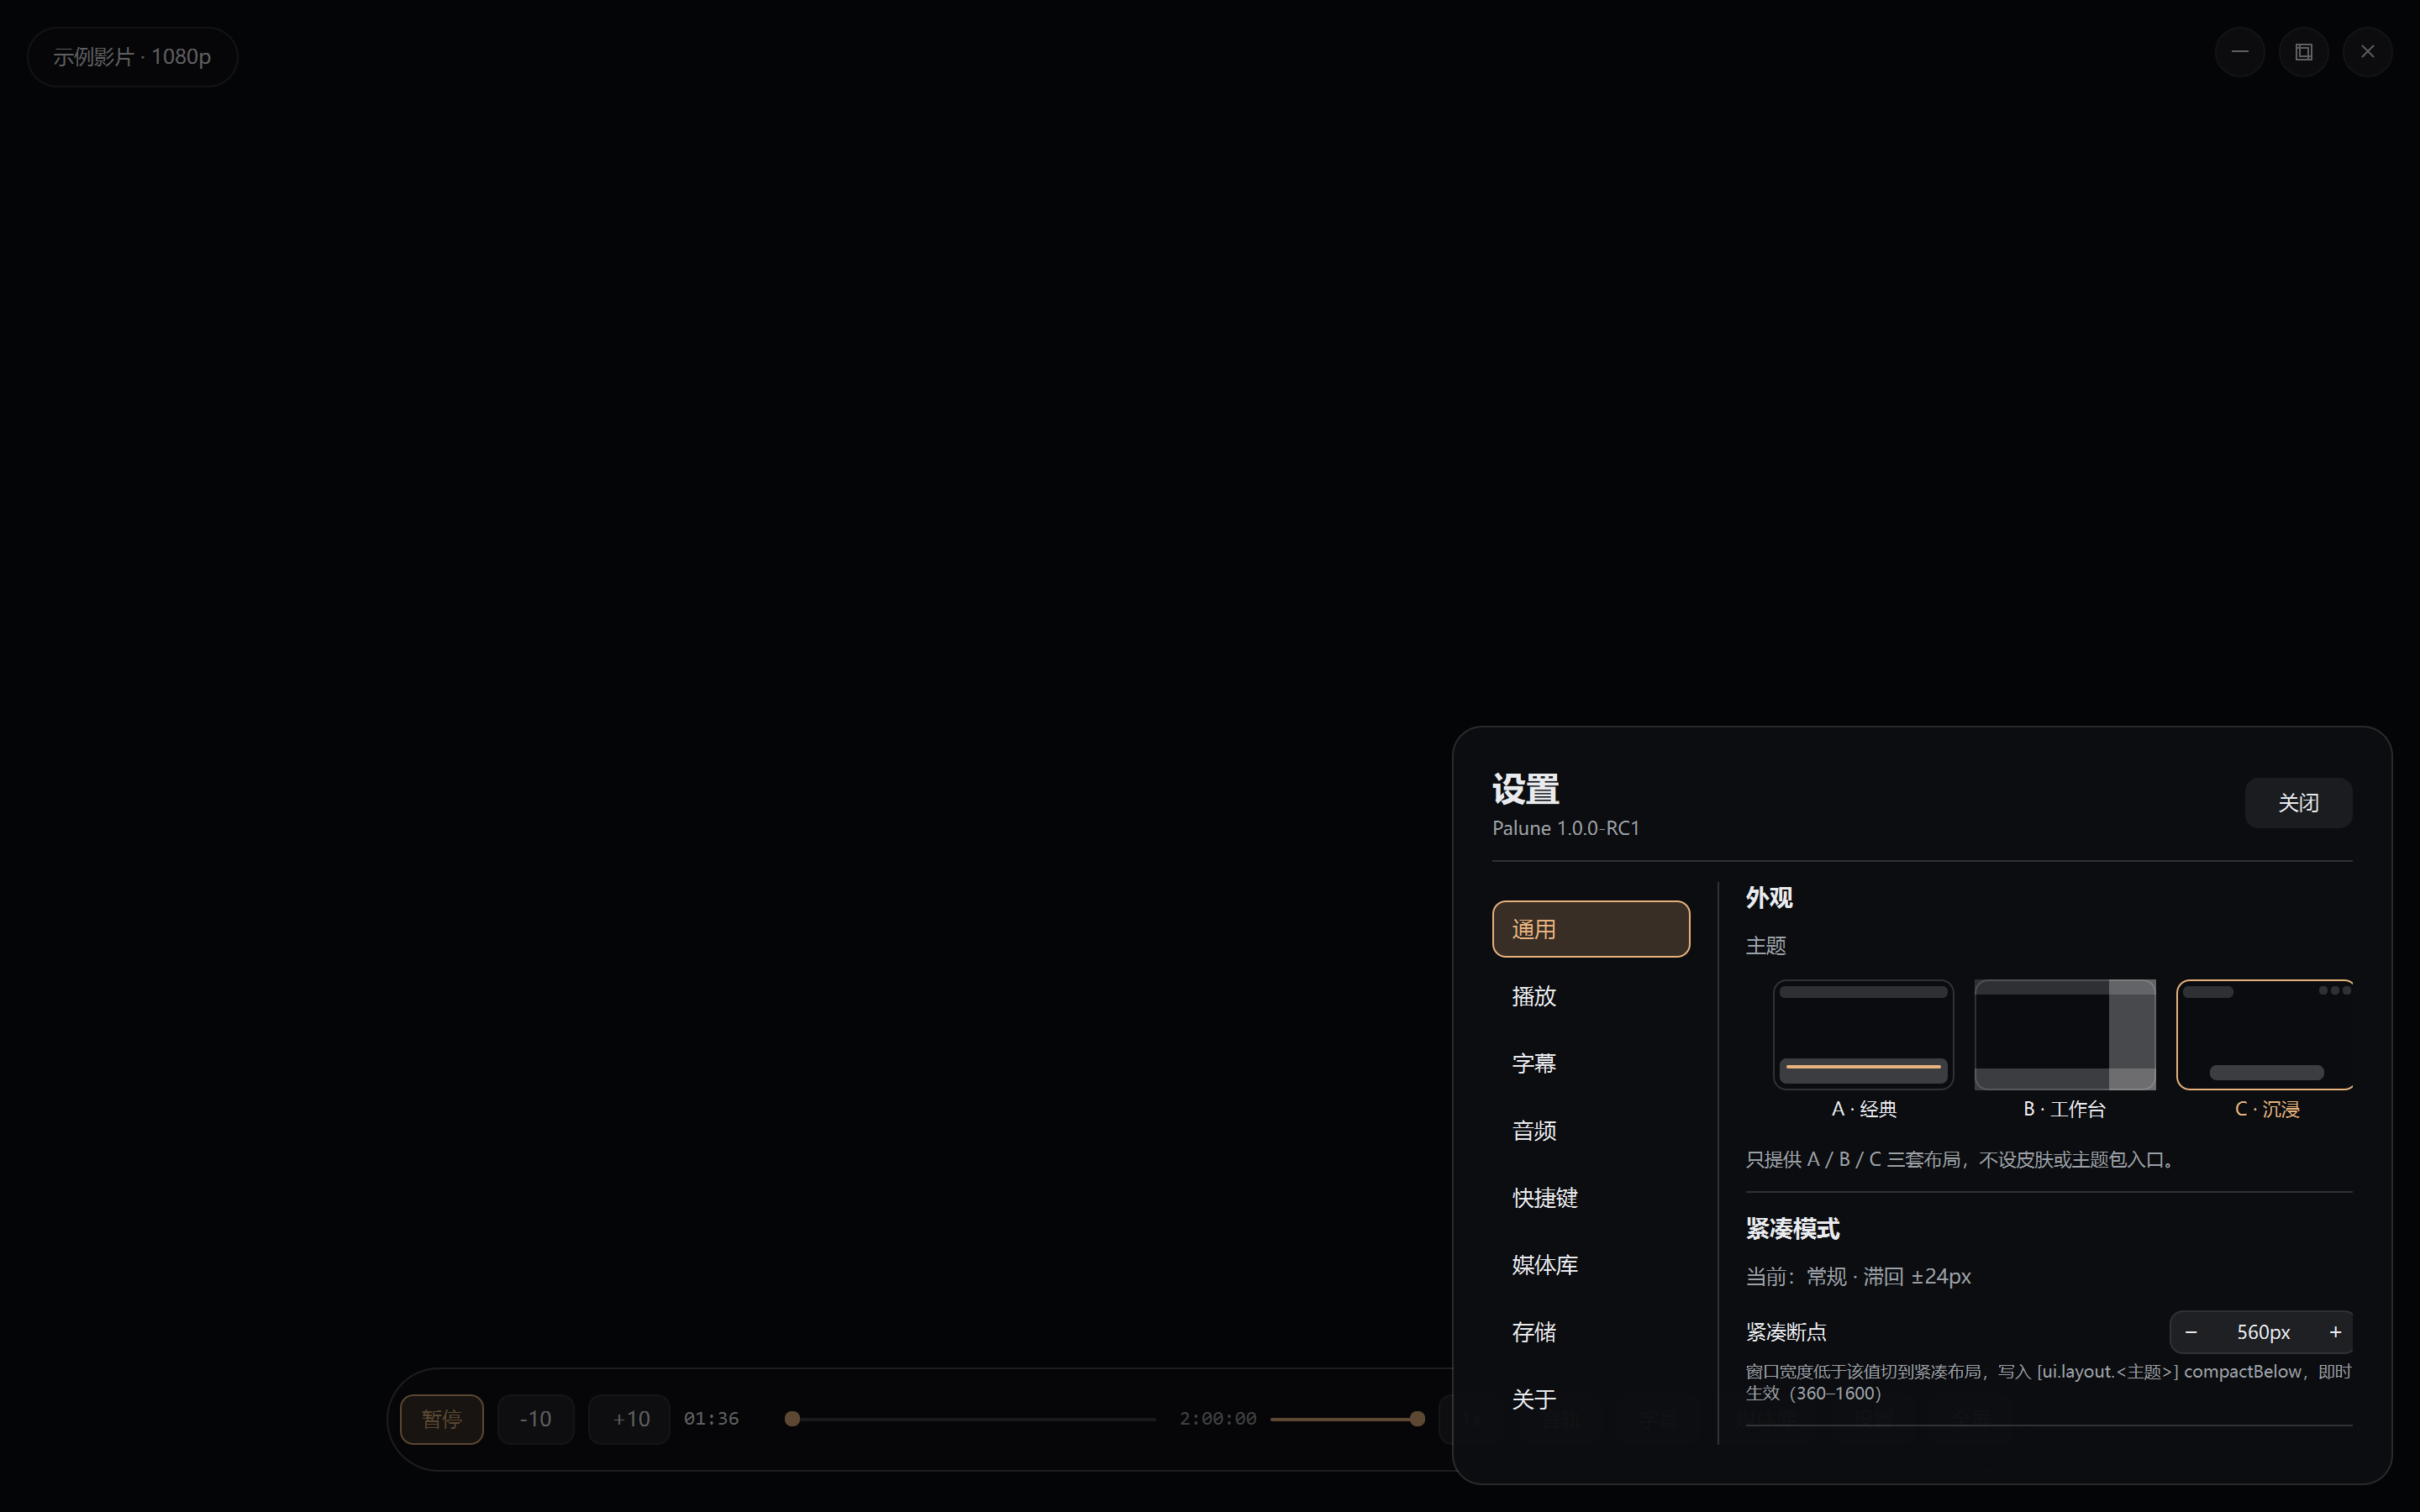 示例影片 · 1080p
设置
关闭
Palune 1.0.0-RC1
通用
播放
字幕
音频
快捷键
媒体库
存储
关于
外观
主题
A · 经典
B · 工作台
C · 沉浸
只提供 A / B / C 三套布局，不设皮肤或主题包入口。
紧凑模式
当前：常规 · 滞回 ±24px
紧凑断点
− 560px +
窗口宽度低于该值切到紧凑布局，写入 [ui.layout.<主题>] compactBelow，即时
生效（360–1600）
暂停
-10
+10
01:36
2:00:00